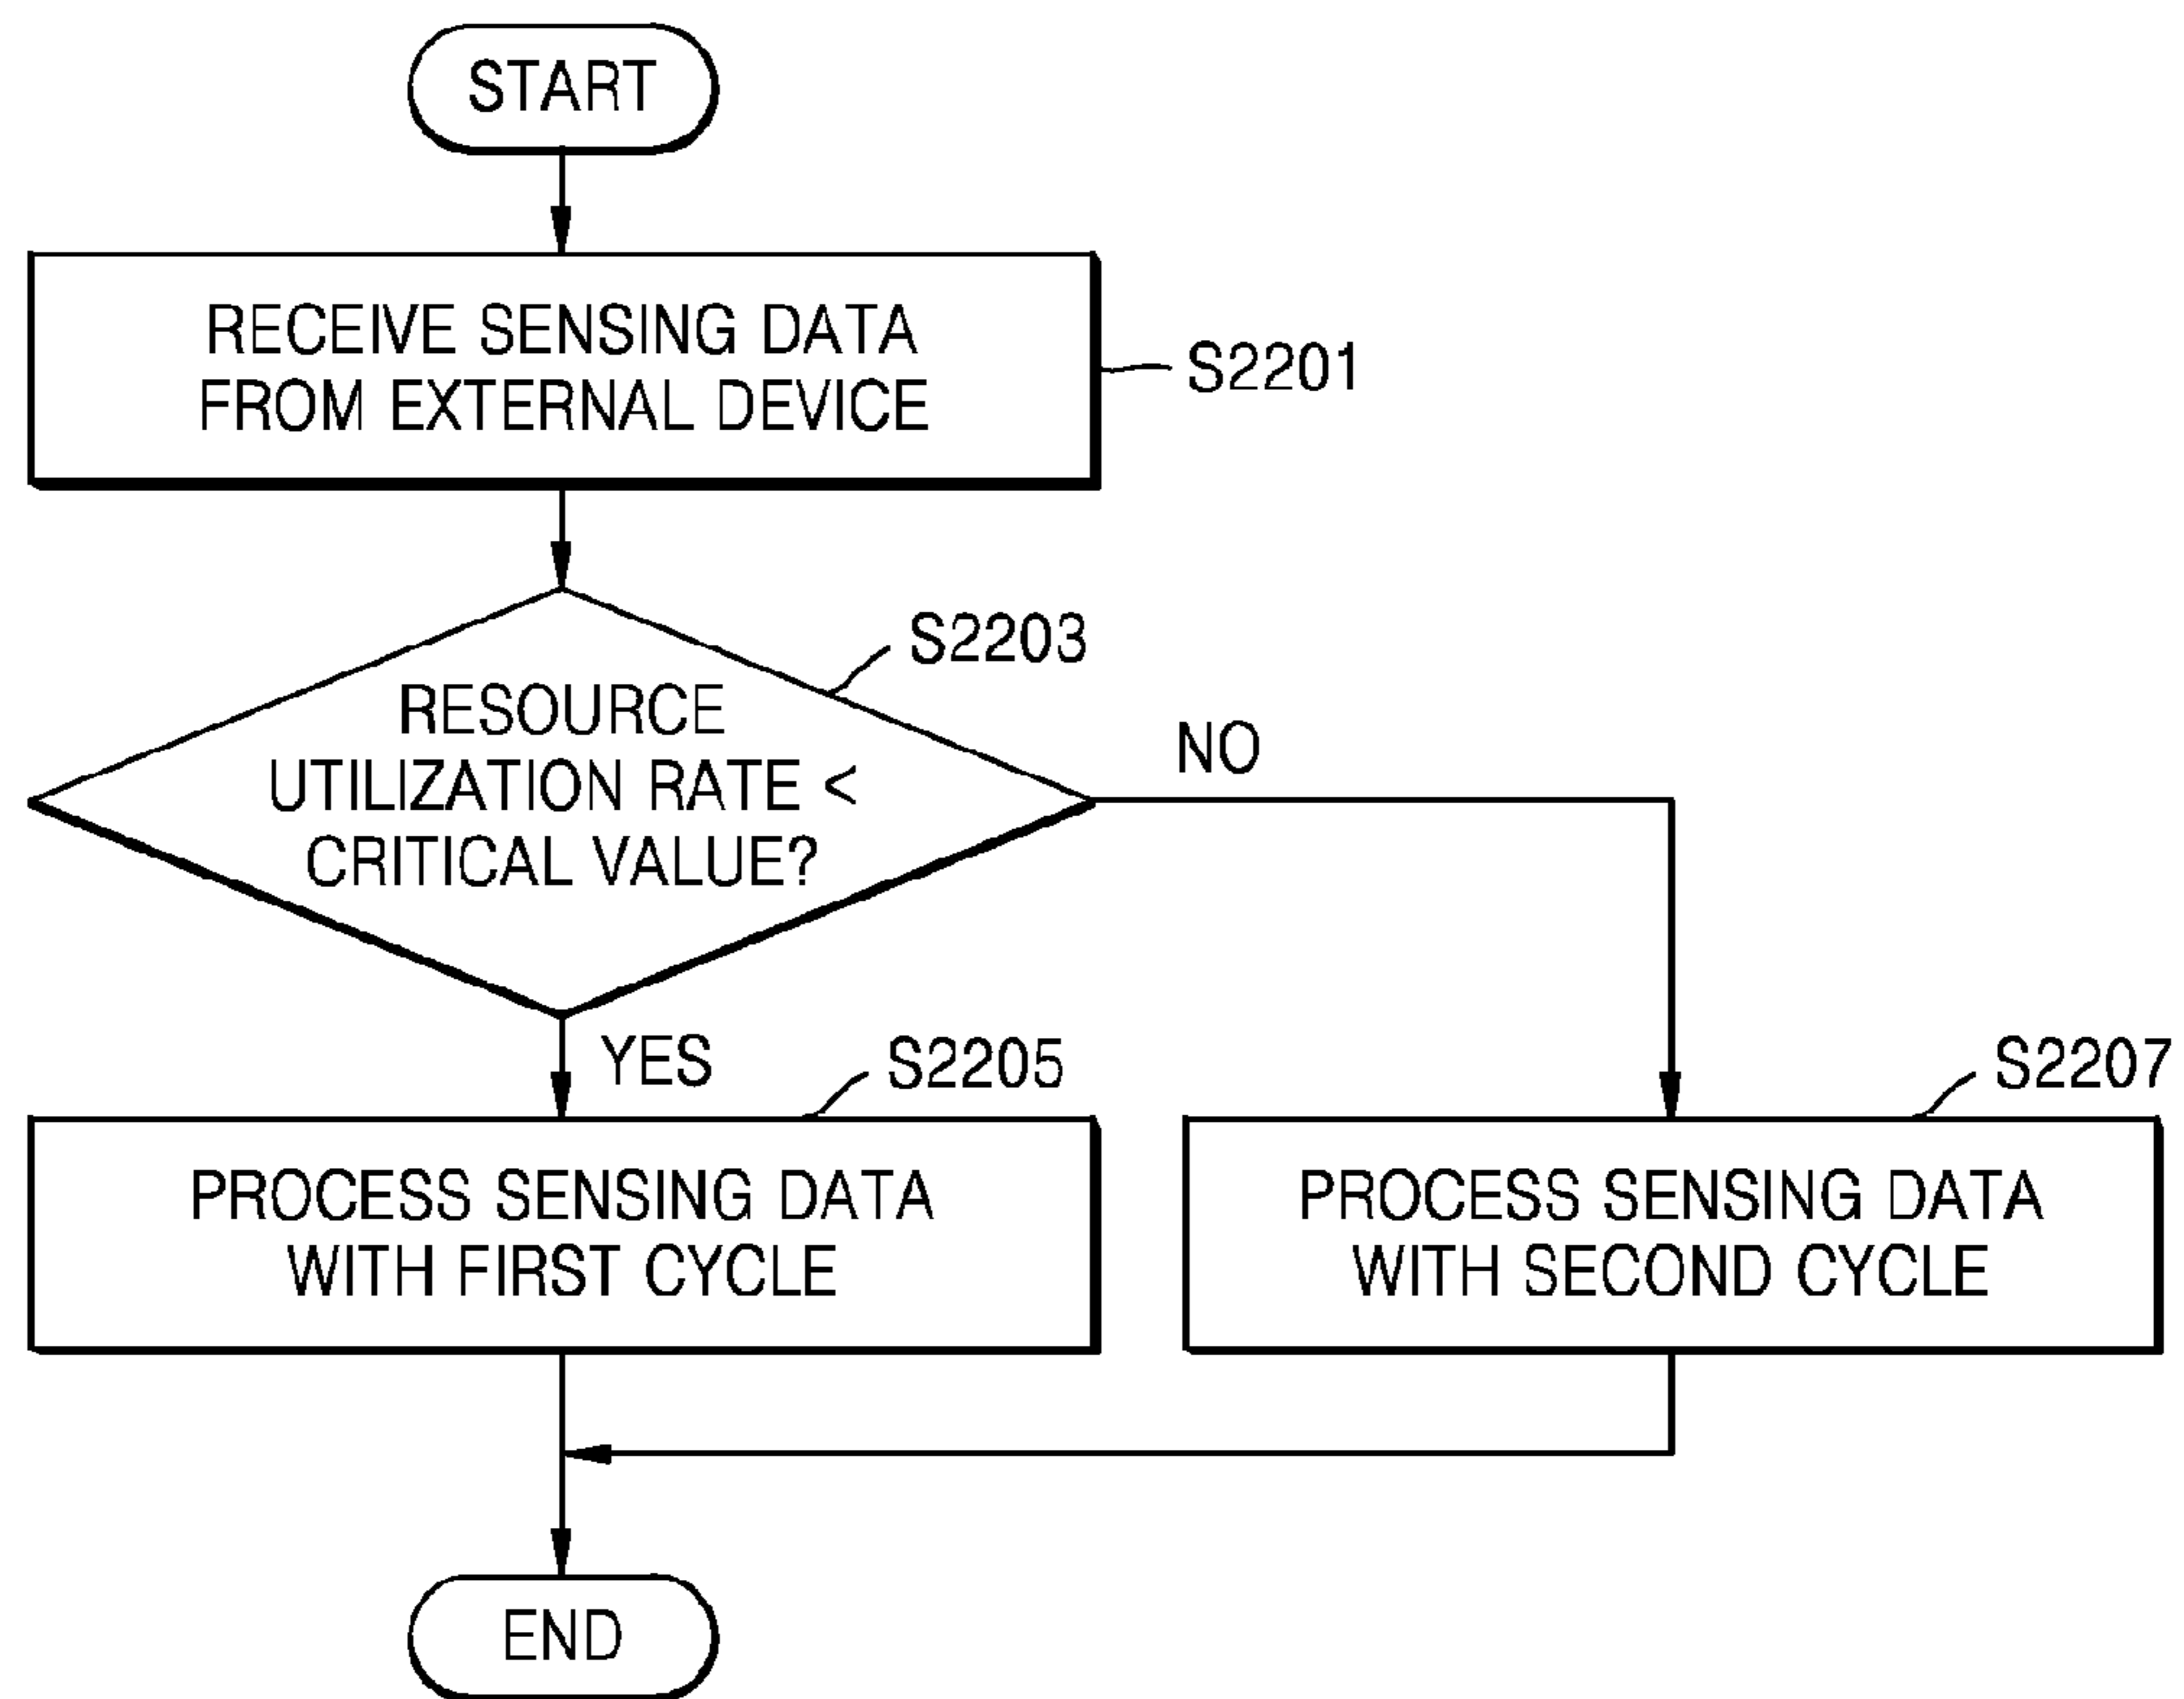 START
RECEIVE SENSING DATA
FROM EXTERNAL DEVICE
S2201
S2203
RESOURCE
UTILIZATION RATE <
CRITICAL VALUE?
NO
YES
S2205
S2207
PROCESS SENSING DATA
WITH FIRST CYCLE
PROCESS SENSING DATA
WITH SECOND CYCLE
END